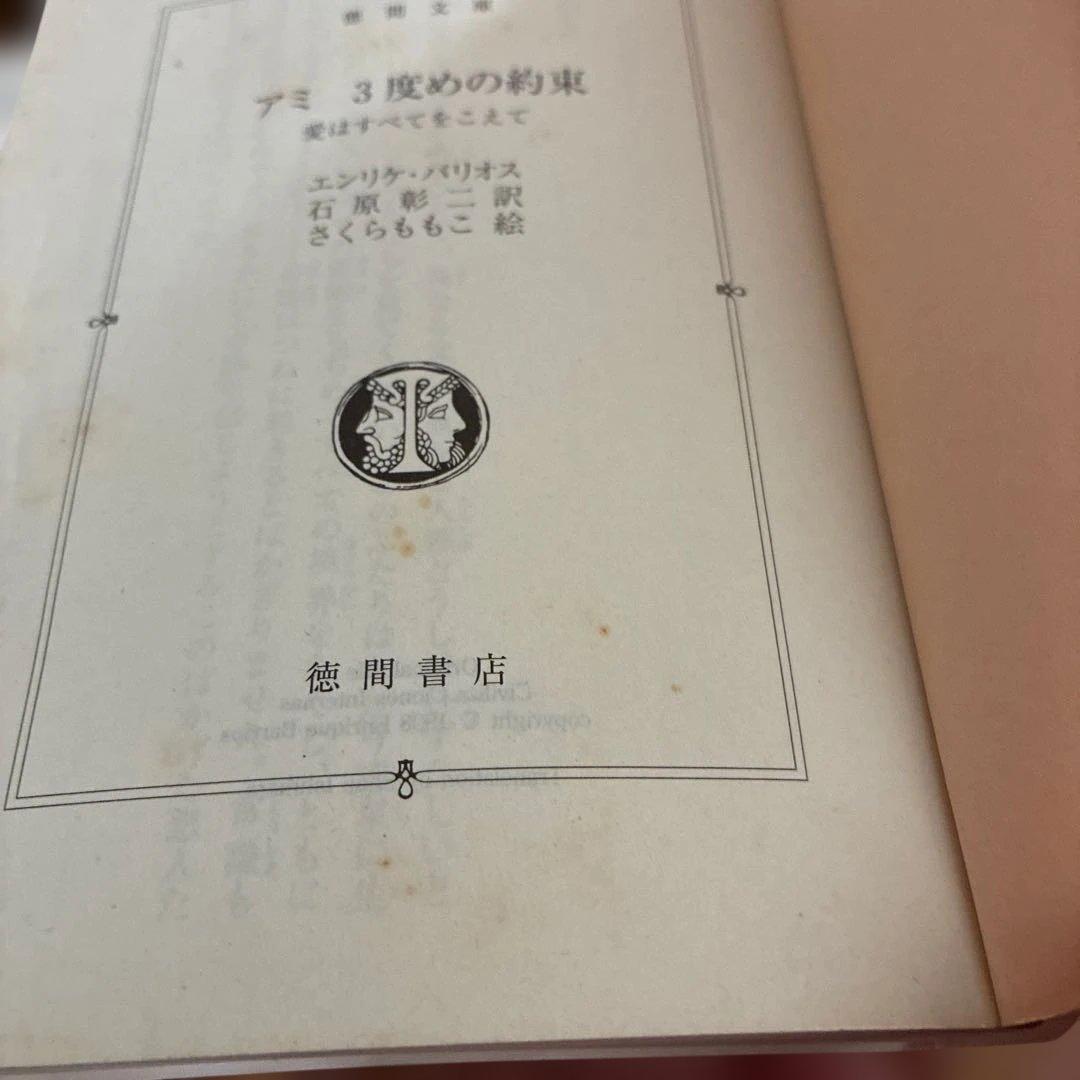 徳間文庫
アミ 3度めの約束
愛はすべてをこえて
エンリケ・バリオス
石原彰二 訳
さくらももこ 絵
徳間書店